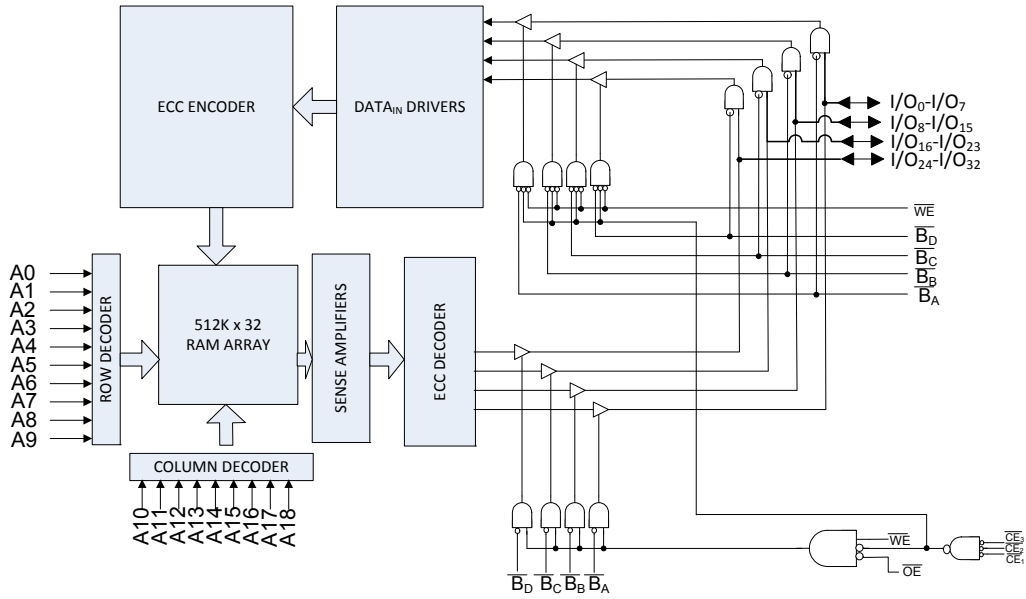 ECC ENCODER
DATAIN DRIVERS
I/O0-I/O7
I/O8-I/O15
I/O16-I/O23
I/O24-I/O32
WE
BD
BC
BB
BA
A0
A1
A2
A3
A4
A5
A6
A7
A8
A9
ROW DECODER
512K x 32
RAM ARRAY
SENSE AMPLIFIERS
ECC DECODER
COLUMN DECODER
A10
A11
A12
A13
A14
A15
A16
A17
A18
BD
BC
BB
BA
WE
OE
CE3
CE2
CE1